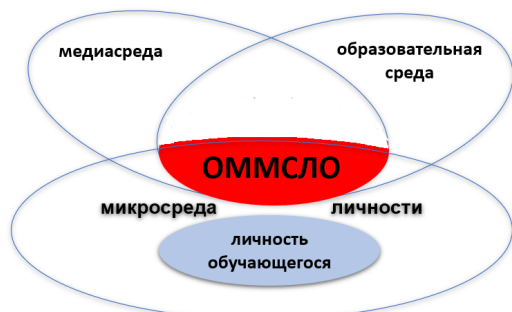 медиасреда
образовательная
среда
ОММСЛО
микросреда личности
личность
обучающегося